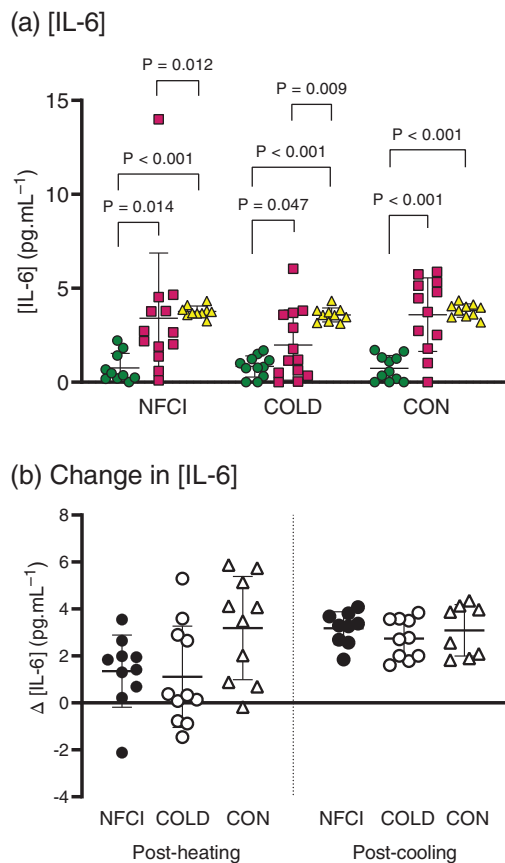 (a) [IL-6]
P = 0.012
P = 0.009
P < 0.001
P < 0.001
P < 0.001
P = 0.014
P = 0.047
P < 0.001
15
10
5
0
[IL-6] (pg.mL⁻¹)
NFCI COLD CON
(b) Change in [IL-6]
8
6
4
2
0
-2
-4
Δ [IL-6] (pg.mL⁻¹)
NFCI COLD CON NFCI COLD CON
Post-heating Post-cooling